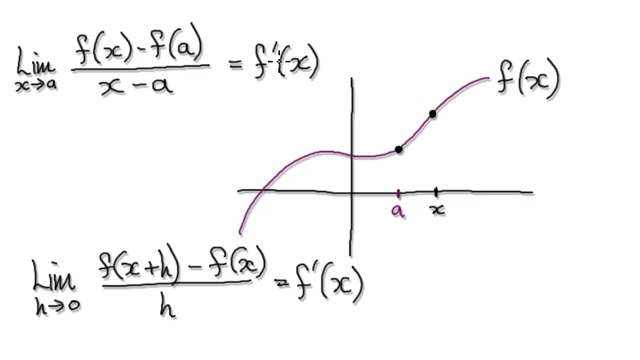 Lim x→a f(x)-f(a) / x-a = f'(x)
f(x)
a x
Lim h→0 f(x+h)-f(x) / h = f'(x)